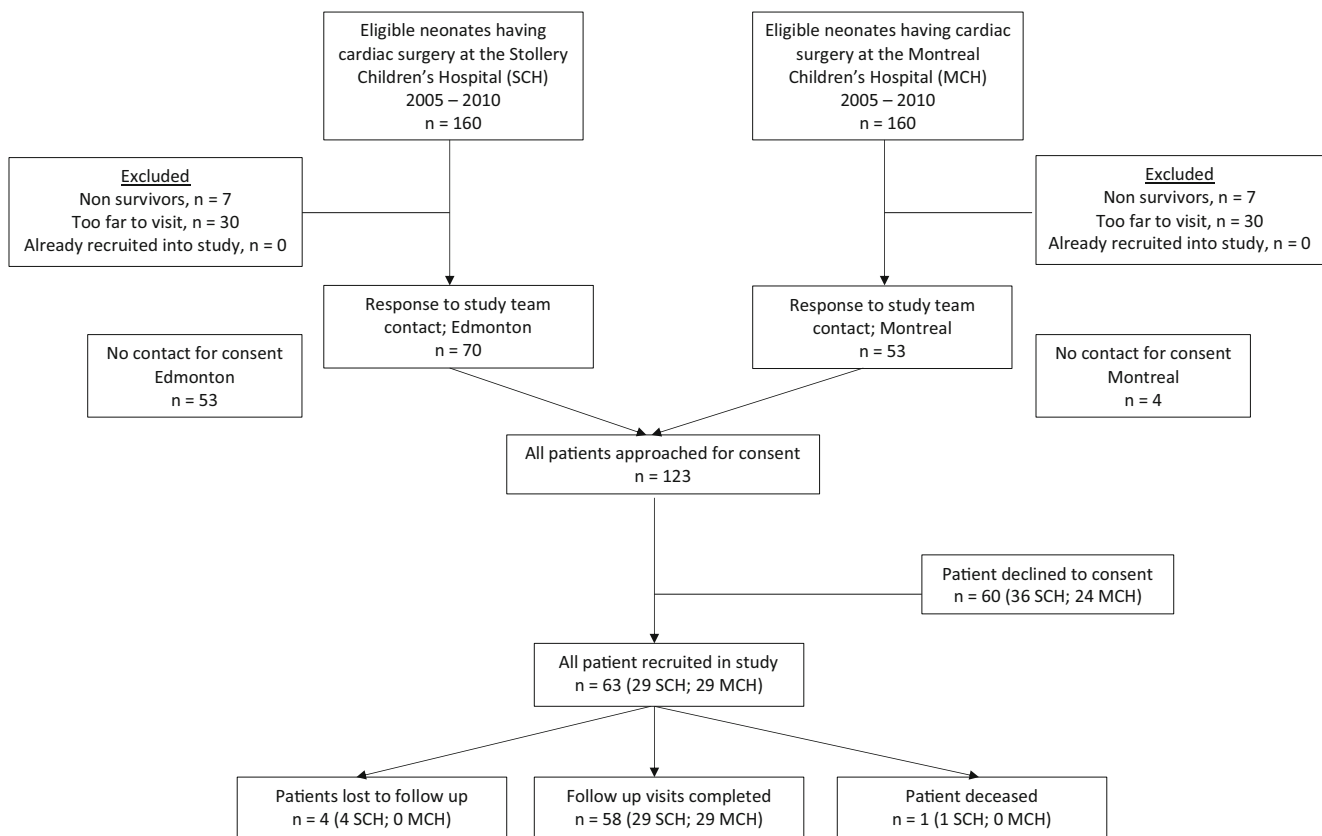 Eligible neonates having
cardiac surgery at the Stollery
Children’s Hospital (SCH)
2005 – 2010
n = 160
Eligible neonates having cardiac
surgery at the Montreal
Children’s Hospital (MCH)
2005 – 2010
n = 160
Excluded
Non survivors, n = 7
Too far to visit, n = 30
Already recruited into study, n = 0
Excluded
Non survivors, n = 7
Too far to visit, n = 30
Already recruited into study, n = 0
Response to study team
contact; Edmonton
n = 70
Response to study team
contact; Montreal
n = 53
No contact for consent
Edmonton
n = 53
No contact for consent
Montreal
n = 4
All patients approached for consent
n = 123
Patient declined to consent
n = 60 (36 SCH; 24 MCH)
All patient recruited in study
n = 63 (29 SCH; 29 MCH)
Patients lost to follow up
n = 4 (4 SCH; 0 MCH)
Follow up visits completed
n = 58 (29 SCH; 29 MCH)
Patient deceased
n = 1 (1 SCH; 0 MCH)